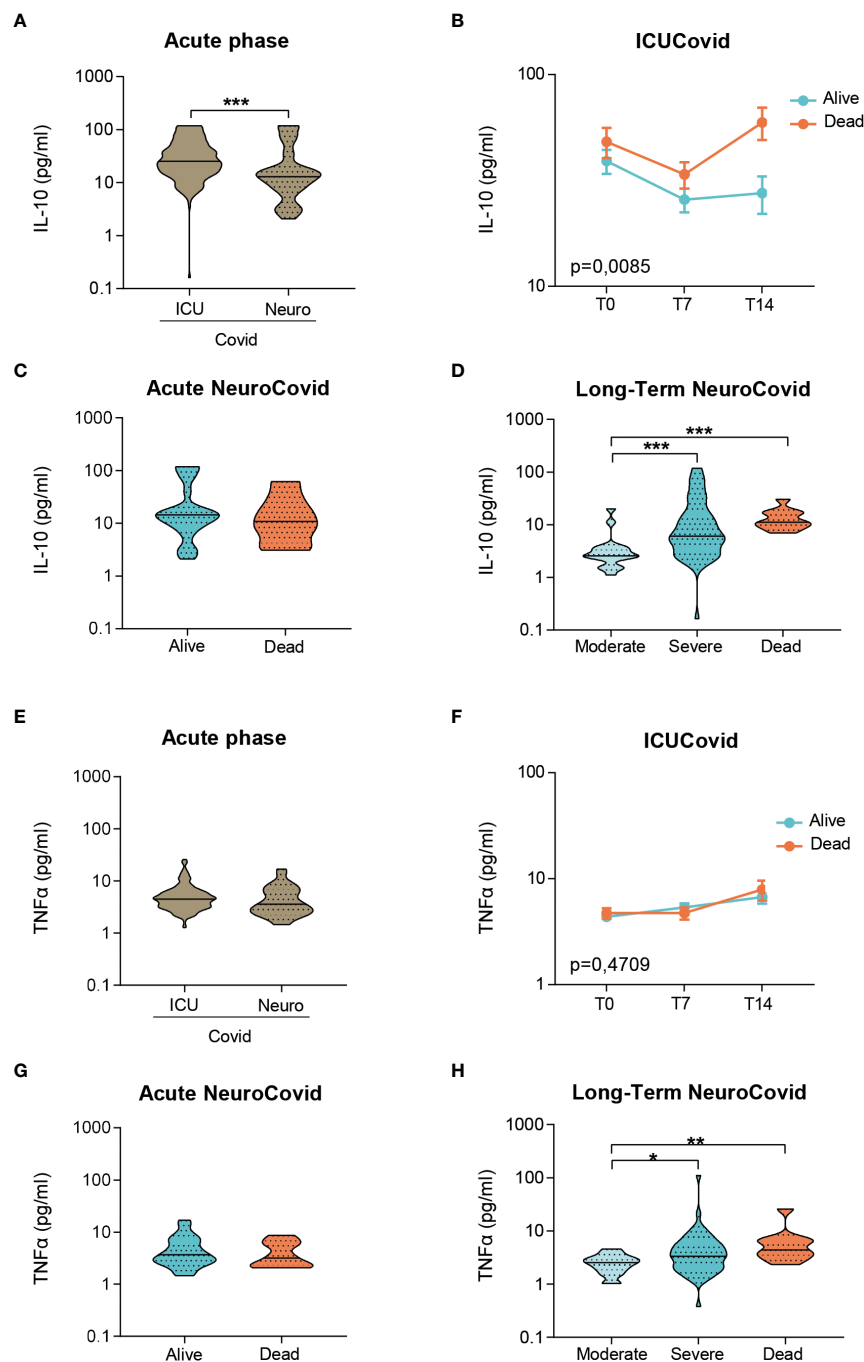 A
Acute phase
1000
100
10
1
0.1
IL-10 (pg/ml)
***
ICU
Neuro
Covid
B
ICUCovid
100
10
IL-10 (pg/ml)
Alive
Dead
p=0,0085
T0
T7
T14
C
Acute NeuroCovid
1000
100
10
1
0.1
IL-10 (pg/ml)
Alive
Dead
D
Long-Term NeuroCovid
1000
100
10
1
0.1
IL-10 (pg/ml)
***
***
Moderate
Severe
Dead
E
Acute phase
1000
100
10
1
0.1
TNFα (pg/ml)
ICU
Neuro
Covid
F
ICUCovid
100
10
1
TNFα (pg/ml)
Alive
Dead
p=0,4709
T0
T7
T14
G
Acute NeuroCovid
1000
100
10
1
0.1
TNFα (pg/ml)
Alive
Dead
H
Long-Term NeuroCovid
1000
100
10
1
0.1
TNFα (pg/ml)
**
*
Moderate
Severe
Dead